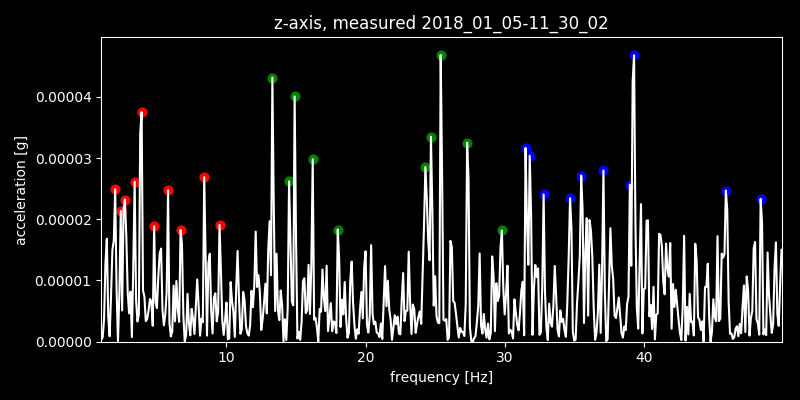 z-axis, measured 2018_01_05-11_30_02
acceleration [g]
0.00004
0.00003
0.00002
0.00001
0.00000
10 20 30 40
frequency [Hz]